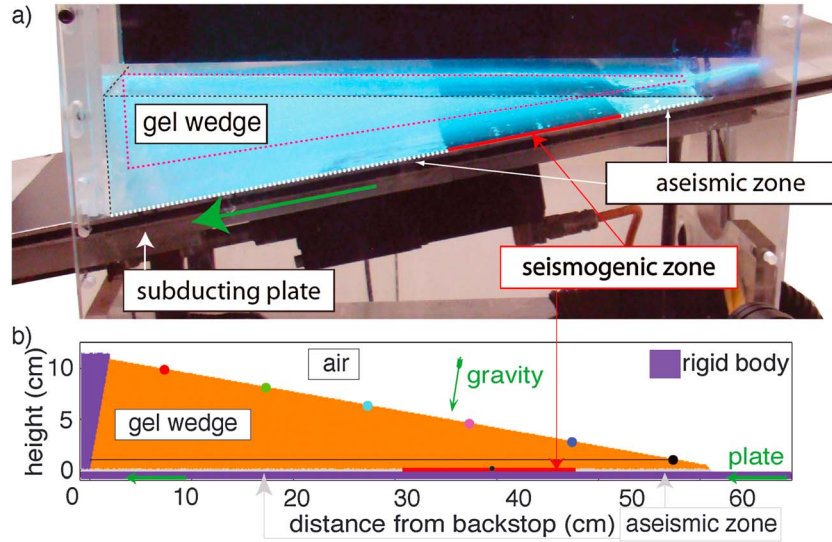 a)
gel wedge
aseismic zone
seismogenic zone
subducting plate
b)
10
5
0
height (cm)
air
gravity
rigid body
gel wedge
plate
0 10 20 30 40 50 60
distance from backstop (cm)
aseismic zone